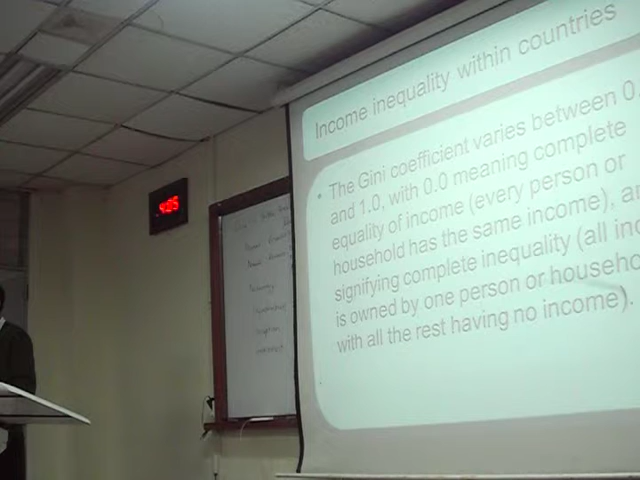 Income inequality within countries
• The Gini coefficient varies between 0.
and 1.0, with 0.0 meaning complete
equality of income (every person or
household has the same income), a
signifying complete inequality (all inc
is owned by one person or househo
with all the rest having no income).